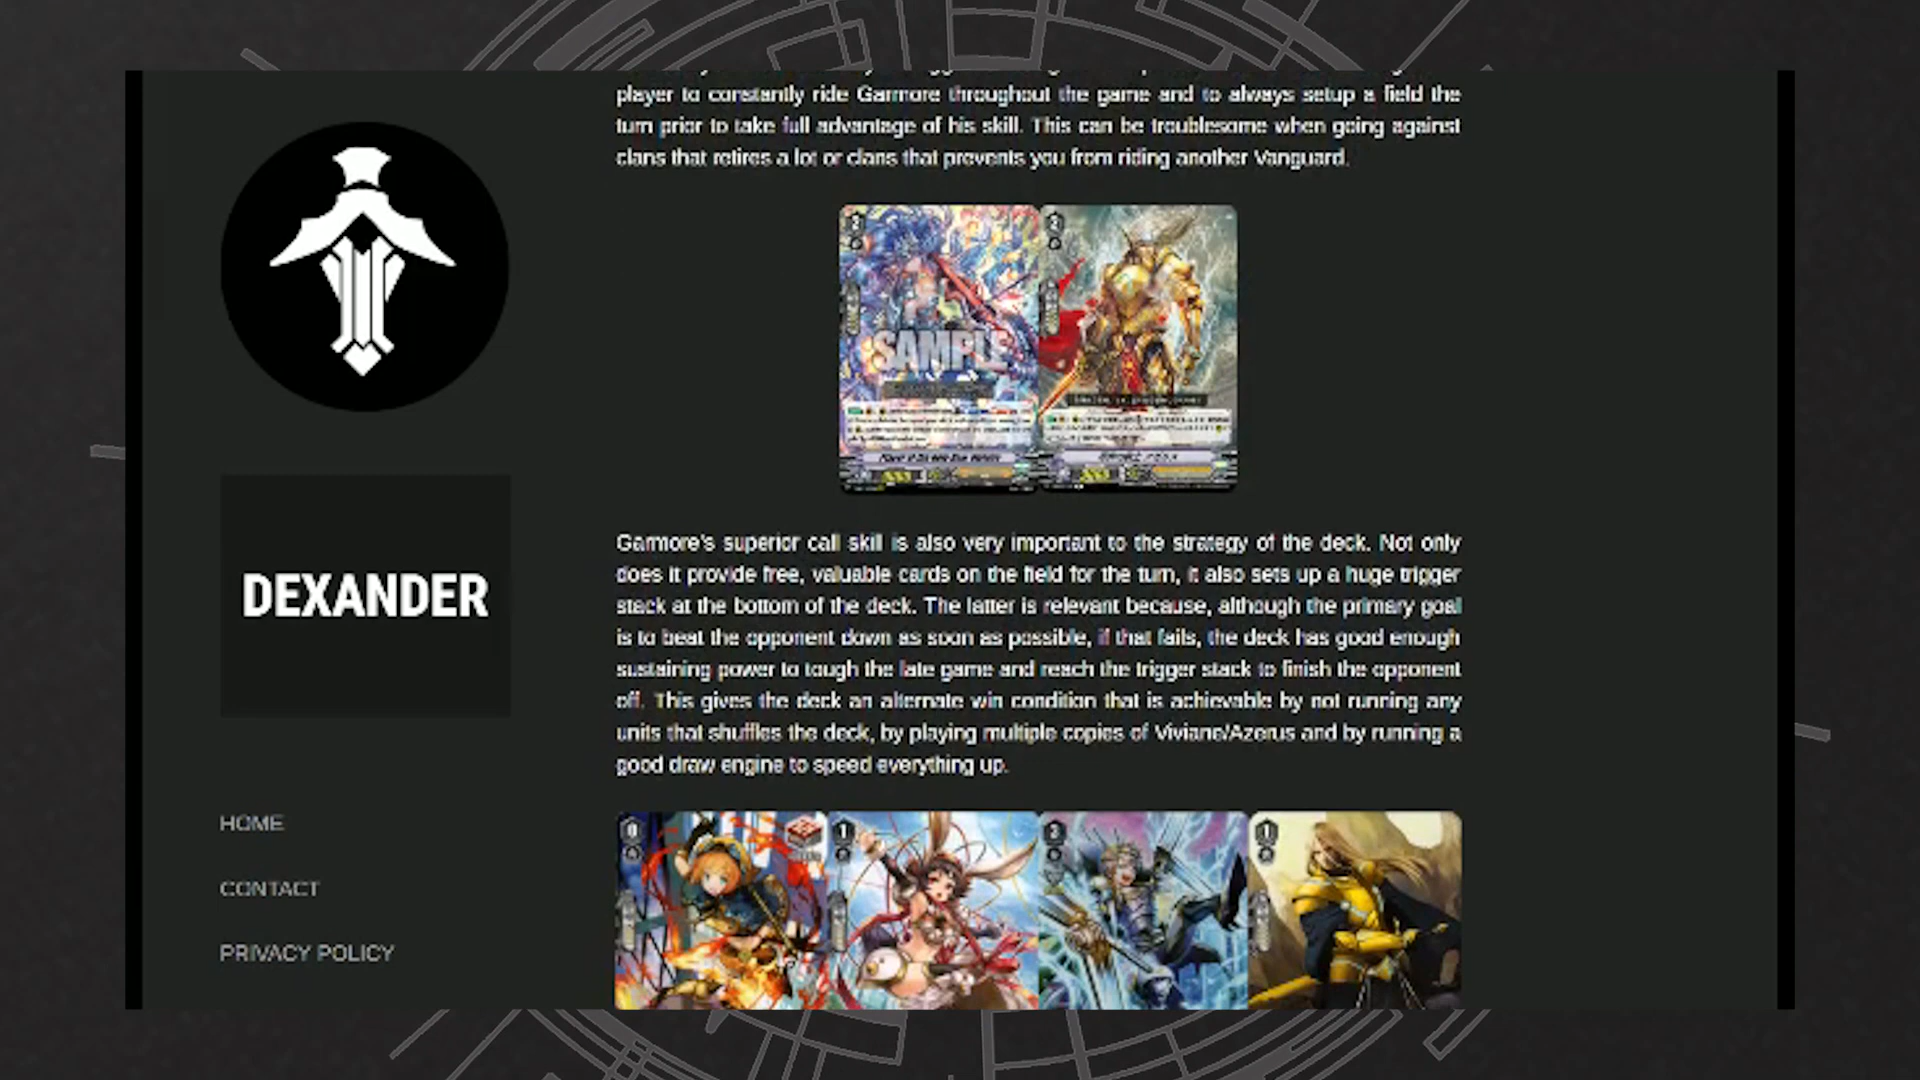 player to constantly ride Garmore throughout the game and to always setup a field the
turn prior to take full advantage of his skill. This can be troublesome when going against
clans that retires a lot or clans that prevents you from riding another Vanguard.
SAMPLE
Garmore's superior call skill is also very important to the strategy of the deck. Not only
does it provide free, valuable cards on the field for the turn, it also sets up a huge trigger
stack at the bottom of the deck. The latter is relevant because, although the primary goal
is to beat the opponent down as soon as possible, if that fails, the deck has good enough
sustaining power to tough the late game and reach the trigger stack to finish the opponent
off. This gives the deck an alternate win condition that is achievable by not running any
units that shuffles the deck, by playing multiple copies of Viviane/Azerus and by running a
good draw engine to speed everything up.
DEXANDER
HOME
CONTACT
PRIVACY POLICY
0
1
3
1